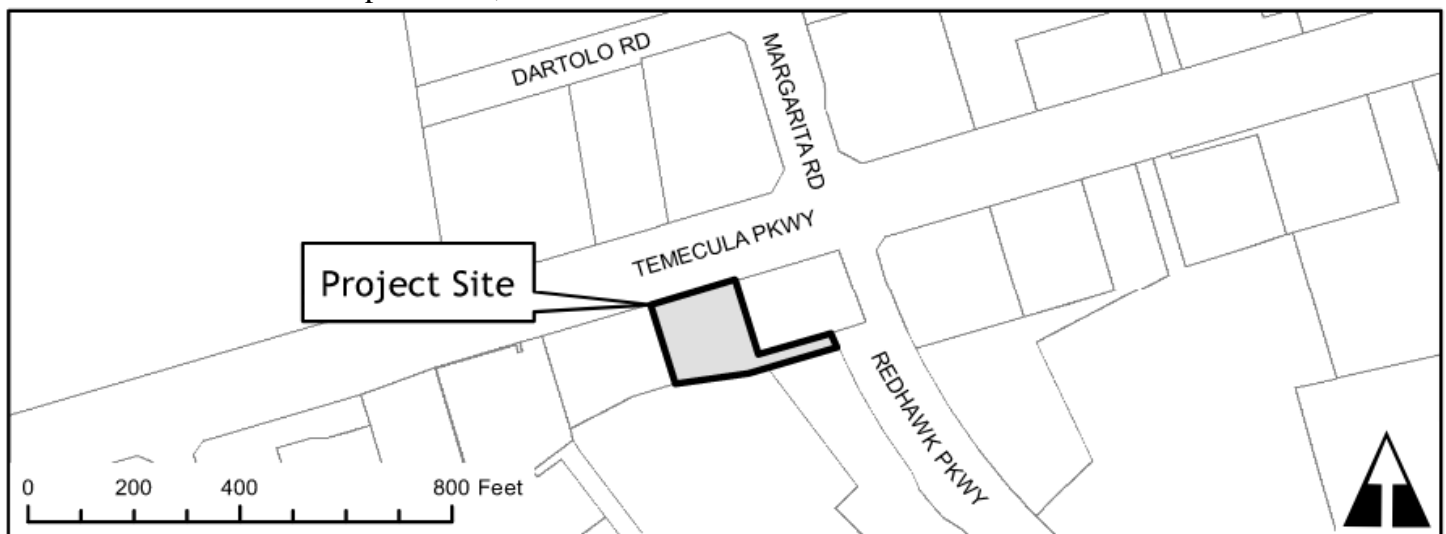 DARTOLO RD
MARGARITA RD
TEMECULA PKWY
Project Site
REDHAWK PKWY
0 200 400 800 Feet